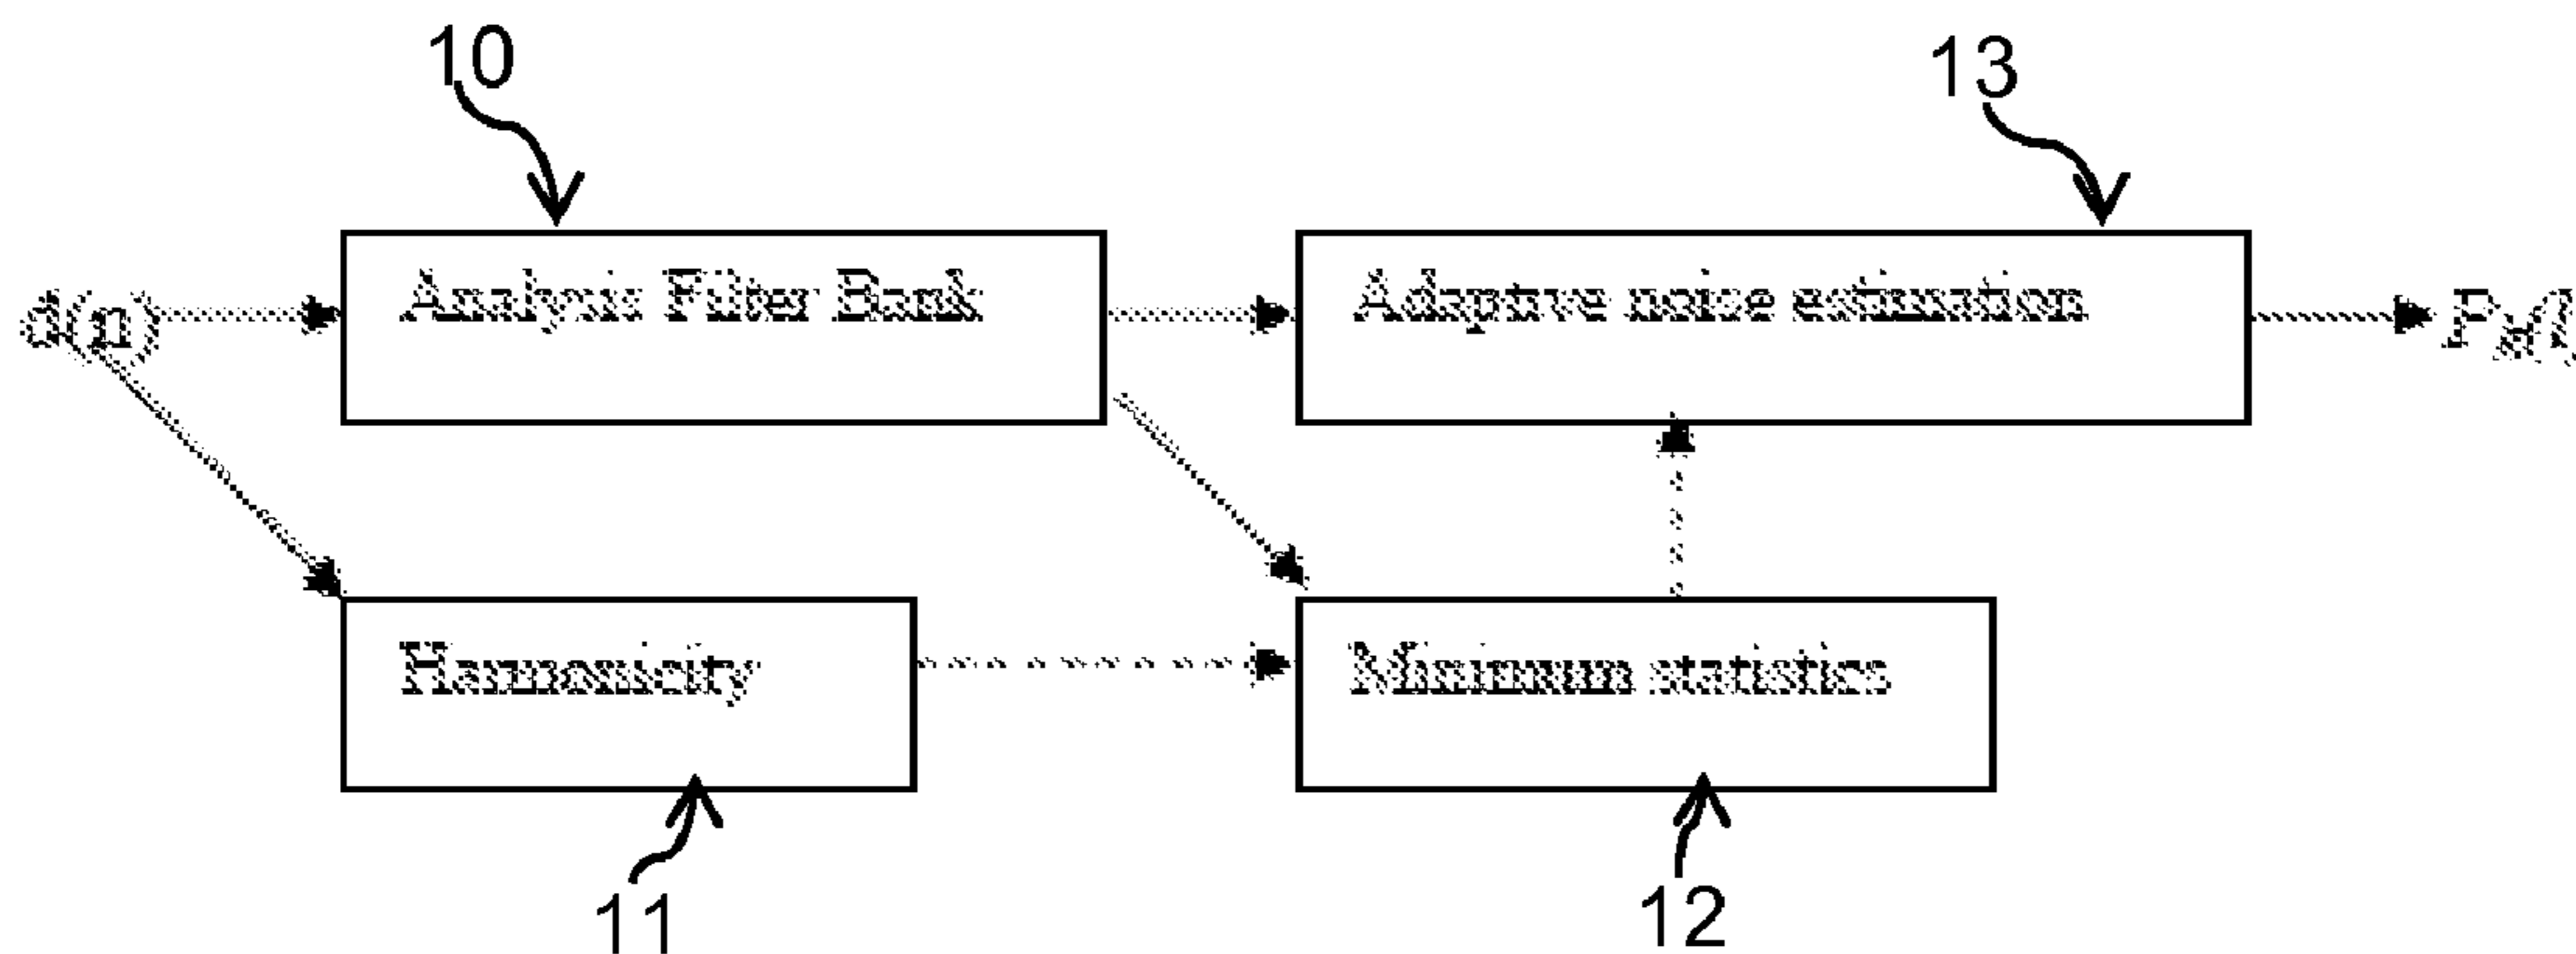 10
13
d(n) Analysis Filter Bank Adaptive noise estimation
Harmonicity Minimum statistics
11
12